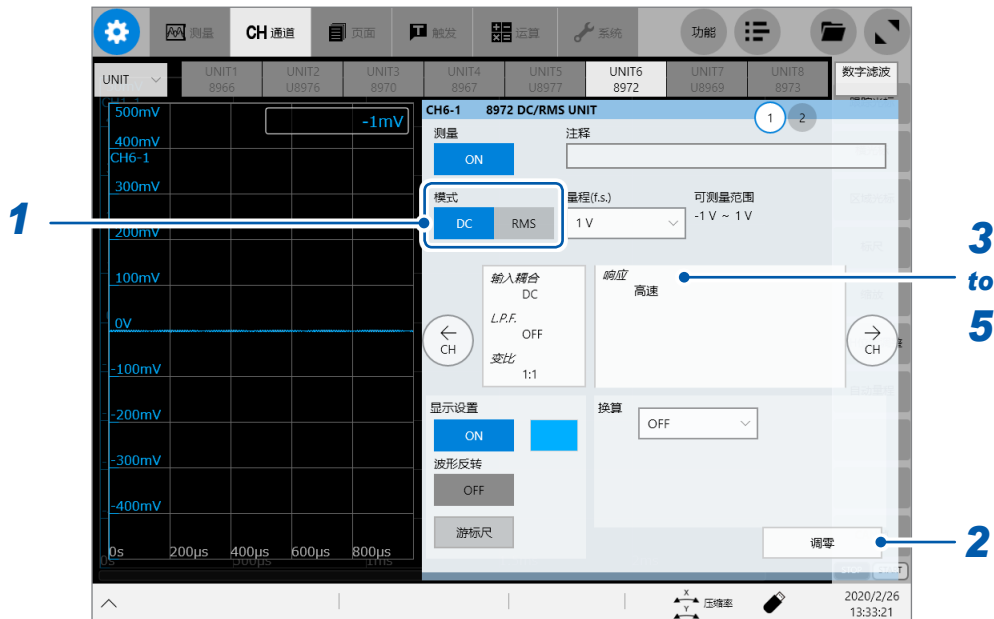 测量 CH 通道 页面 触发 运算 系统 功能
UNIT UNIT1 UNIT2 UNIT3 UNIT4 UNIT5 UNIT6 UNIT7 UNIT8 数字滤波
8966 U8976 8970 8967 U8977 8972 U8969 8973
CH6-1 8972 DC/RMS UNIT 1 2
500mV -1mV
400mV
CH6-1
300mV
200mV
100mV
0V
-100mV
-200mV
-300mV
-400mV
0s 200μs 400μs 600μs 800μs
测量 注释
ON
模式 量程(f.s.) 可测量范围
DC RMS 1 V -1 V ~ 1 V
1
输入耦合
DC
L.P.F.
OFF
变比
1:1
响应
高速
3
to
5
←
CH
→
CH
显示设置
ON
波形反转
OFF
游标尺
换算 OFF
调零
2
压缩率
X
Y
2020/2/26
13:33:21